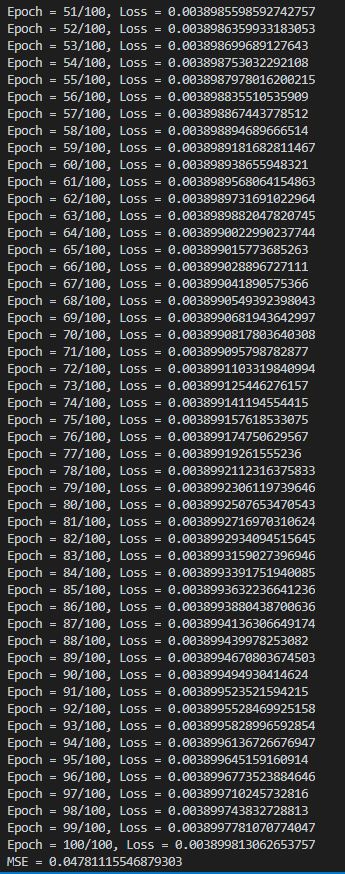 Epoch = 51/100, Loss = 0.0038985598592742757
Epoch = 52/100, Loss = 0.0038986359933183053
Epoch = 53/100, Loss = 0.003898699689127643
Epoch = 54/100, Loss = 0.003898753032292108
Epoch = 55/100, Loss = 0.0038987978016200215
Epoch = 56/100, Loss = 0.003898835510535909
Epoch = 57/100, Loss = 0.003898867443778512
Epoch = 58/100, Loss = 0.003898894689666514
Epoch = 59/100, Loss = 0.0038989181682811467
Epoch = 60/100, Loss = 0.003898938655948321
Epoch = 61/100, Loss = 0.0038989568064154863
Epoch = 62/100, Loss = 0.0038989731691022964
Epoch = 63/100, Loss = 0.0038989882047820745
Epoch = 64/100, Loss = 0.0038990022990237744
Epoch = 65/100, Loss = 0.003899015773685263
Epoch = 66/100, Loss = 0.003899028896727111
Epoch = 67/100, Loss = 0.003899041890575366
Epoch = 68/100, Loss = 0.0038990549392398043
Epoch = 69/100, Loss = 0.0038990681943642997
Epoch = 70/100, Loss = 0.0038990817803640308
Epoch = 71/100, Loss = 0.003899095798782877
Epoch = 72/100, Loss = 0.0038991103319840994
Epoch = 73/100, Loss = 0.003899125446276157
Epoch = 74/100, Loss = 0.003899141194554415
Epoch = 75/100, Loss = 0.003899157618533075
Epoch = 76/100, Loss = 0.003899174750629567
Epoch = 77/100, Loss = 0.00389919261555236
Epoch = 78/100, Loss = 0.0038992112316375833
Epoch = 79/100, Loss = 0.0038992306119739646
Epoch = 80/100, Loss = 0.0038992507653470543
Epoch = 81/100, Loss = 0.0038992716970310624
Epoch = 82/100, Loss = 0.0038992934094515645
Epoch = 83/100, Loss = 0.0038993159027396946
Epoch = 84/100, Loss = 0.0038993391751940085
Epoch = 85/100, Loss = 0.0038993632236641236
Epoch = 86/100, Loss = 0.0038993880438700636
Epoch = 87/100, Loss = 0.0038994136306649174
Epoch = 88/100, Loss = 0.003899439978253082
Epoch = 89/100, Loss = 0.0038994670803674503
Epoch = 90/100, Loss = 0.003899494930414624
Epoch = 91/100, Loss = 0.003899523521594215
Epoch = 92/100, Loss = 0.0038995528469925158
Epoch = 93/100, Loss = 0.0038995828996592854
Epoch = 94/100, Loss = 0.0038996136726676947
Epoch = 95/100, Loss = 0.003899645159160914
Epoch = 96/100, Loss = 0.0038996773523884646
Epoch = 97/100, Loss = 0.003899710245732816
Epoch = 98/100, Loss = 0.003899743832728813
Epoch = 99/100, Loss = 0.0038997781070774047
Epoch = 100/100, Loss = 0.003899813062653757
MSE = 0.04781115546879303